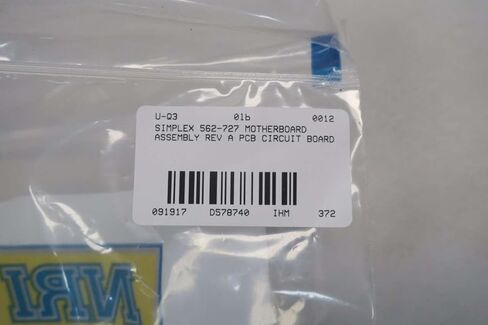 U-Q3 0lb 0012
SIMPLEX 562-727 MOTHERBOARD
ASSEMBLY REV A PCB CIRCUIT BOARD
091917 D578740 IHM 372
NRI